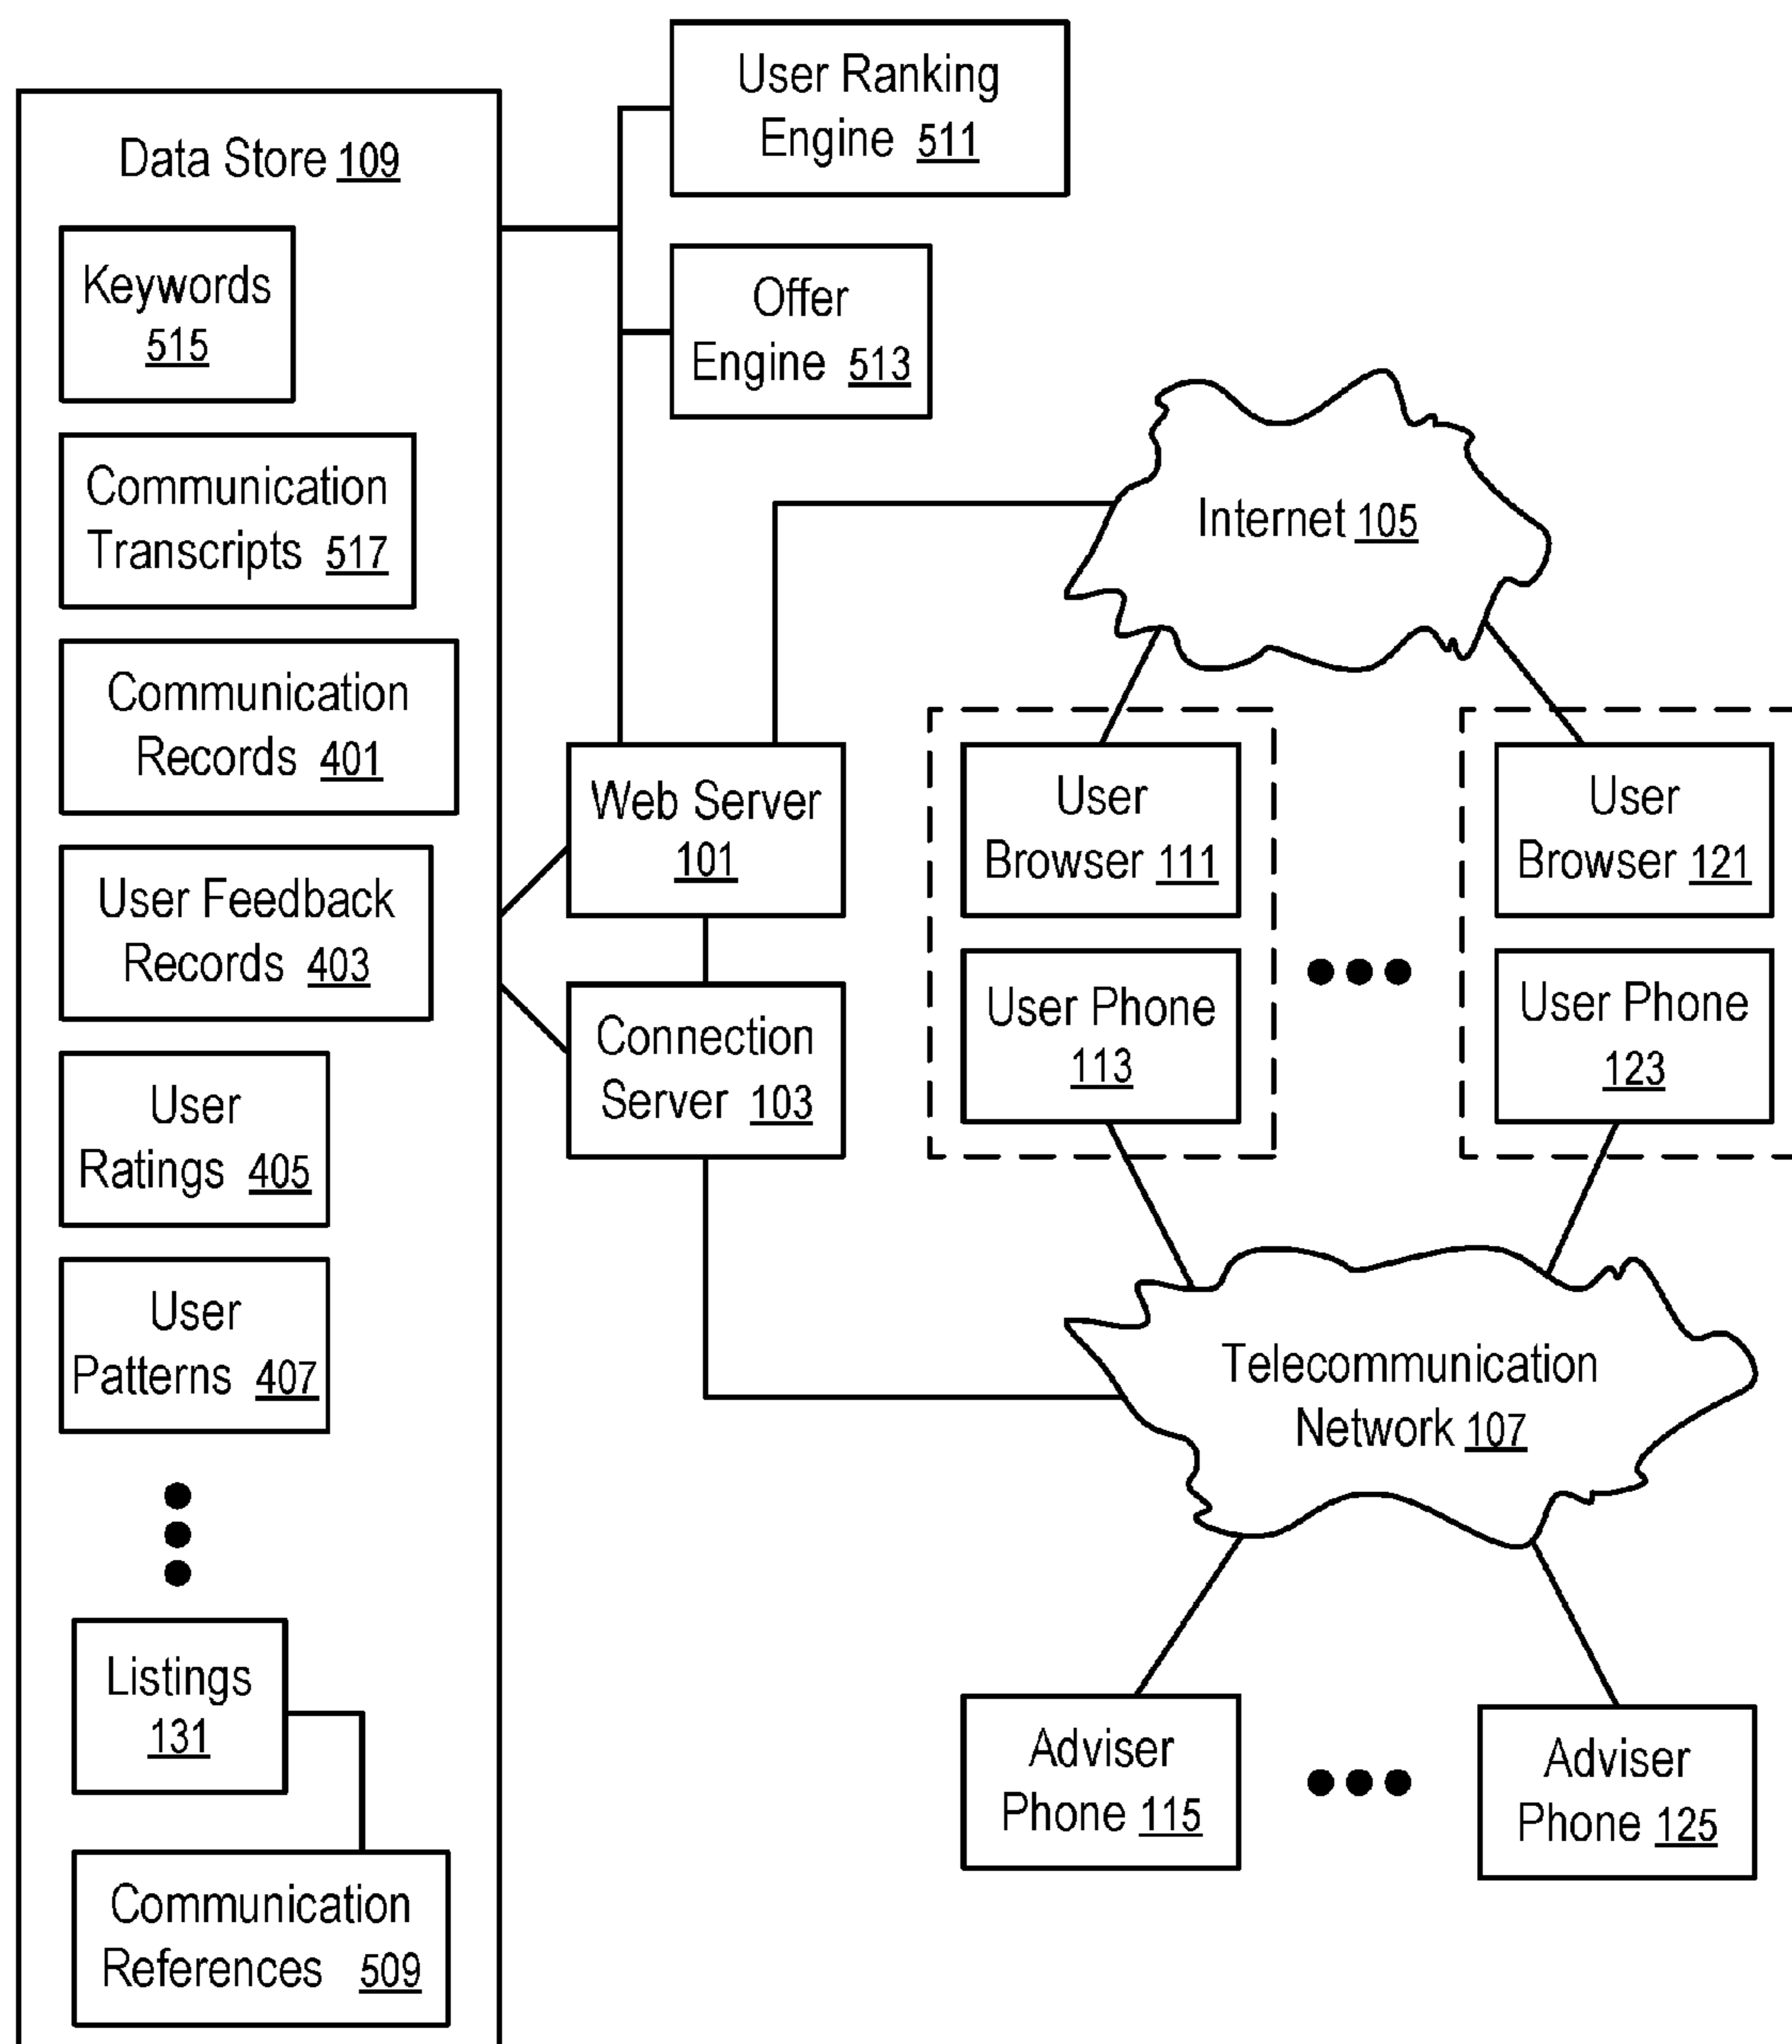 User Ranking
Engine 511
Data Store 109
Keywords
515
Offer
Engine 513
Communication
Transcripts 517
Internet 105
Communication
Records 401
Web Server
101
User
Browser 111
User
Browser 121
User Feedback
Records 403
Connection
Server 103
User Phone
113
User Phone
123
User
Ratings 405
User
Patterns 407
Telecommunication
Network 107
Listings
131
Adviser
Phone 115
Adviser
Phone 125
Communication
References 509